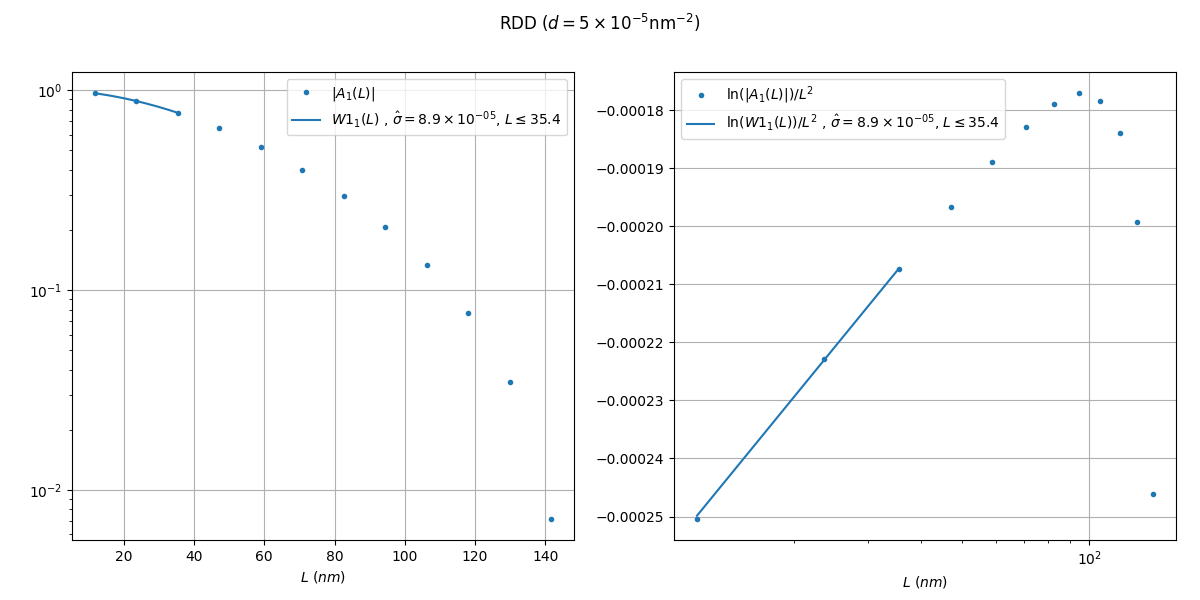 RDD (d = 5 × 10⁻⁵nm⁻²)
10⁰
10⁻¹
10⁻²
|A₁(L)|
W1₁(L) , σ̂ = 8.9 × 10⁻⁰⁵, L ≤ 35.4
20 40 60 80 100 120 140
L (nm)
−0.00018
−0.00019
−0.00020
−0.00021
−0.00022
−0.00023
−0.00024
−0.00025
ln(|A₁(L)|)/L²
ln(W1₁(L))/L² , σ̂ = 8.9 × 10⁻⁰⁵, L ≤ 35.4
10²
L (nm)